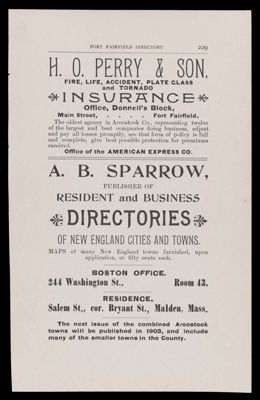 FORT FAIRFIELD DIRECTORY 229
H. O. PERRY & SON,
FIRE, LIFE, ACCIDENT, PLATE GLASS
and TORNADO
INSURANCE
Office, Donnell's Block,
Main Street, . . . . Fort Fairfield.
The oldest agency in Aroostook Co., representing twelve
of the largest and best companies doing business, adjust
and pay all losses promptly, see that form of policy is full
and complete, give best possible protection for premiums
received.
Office of the AMERICAN EXPRESS CO.
A. B. SPARROW,
PUBLISHER OF
RESIDENT and BUSINESS
DIRECTORIES
OF NEW ENGLAND CITIES AND TOWNS.
MAPS of many New England towns furnished, upon
application, at fifty cents each.
BOSTON OFFICE.
244 Washington St., Room 43.
RESIDENCE.
Salem St., cor. Bryant St., Malden, Mass.
The next issue of the combined Aroostook
towns will be published in 1903, and include
many of the smaller towns in the County.